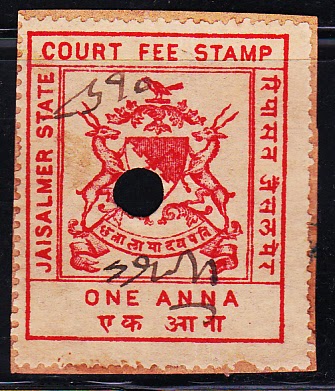 COURT FEE STAMP
JAISALMER STATE
रियासत जैसलमेर
ONE ANNA
एक आना